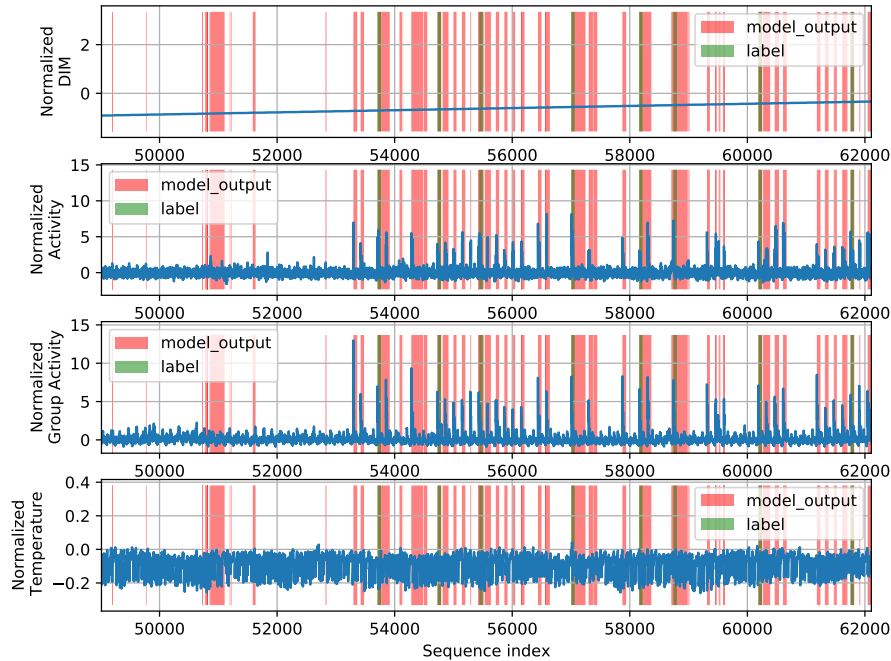 Normalized
DIM
2
0
model_output
label
50000 52000 54000 56000 58000 60000 62000
Normalized
Activity
15
10
5
0
model_output
label
50000 52000 54000 56000 58000 60000 62000
Normalized
Group Activity
15
10
5
0
model_output
label
50000 52000 54000 56000 58000 60000 62000
Normalized
Temperature
0.4
0.2
0.0
−0.2
model_output
label
50000 52000 54000 56000 58000 60000 62000
Sequence index